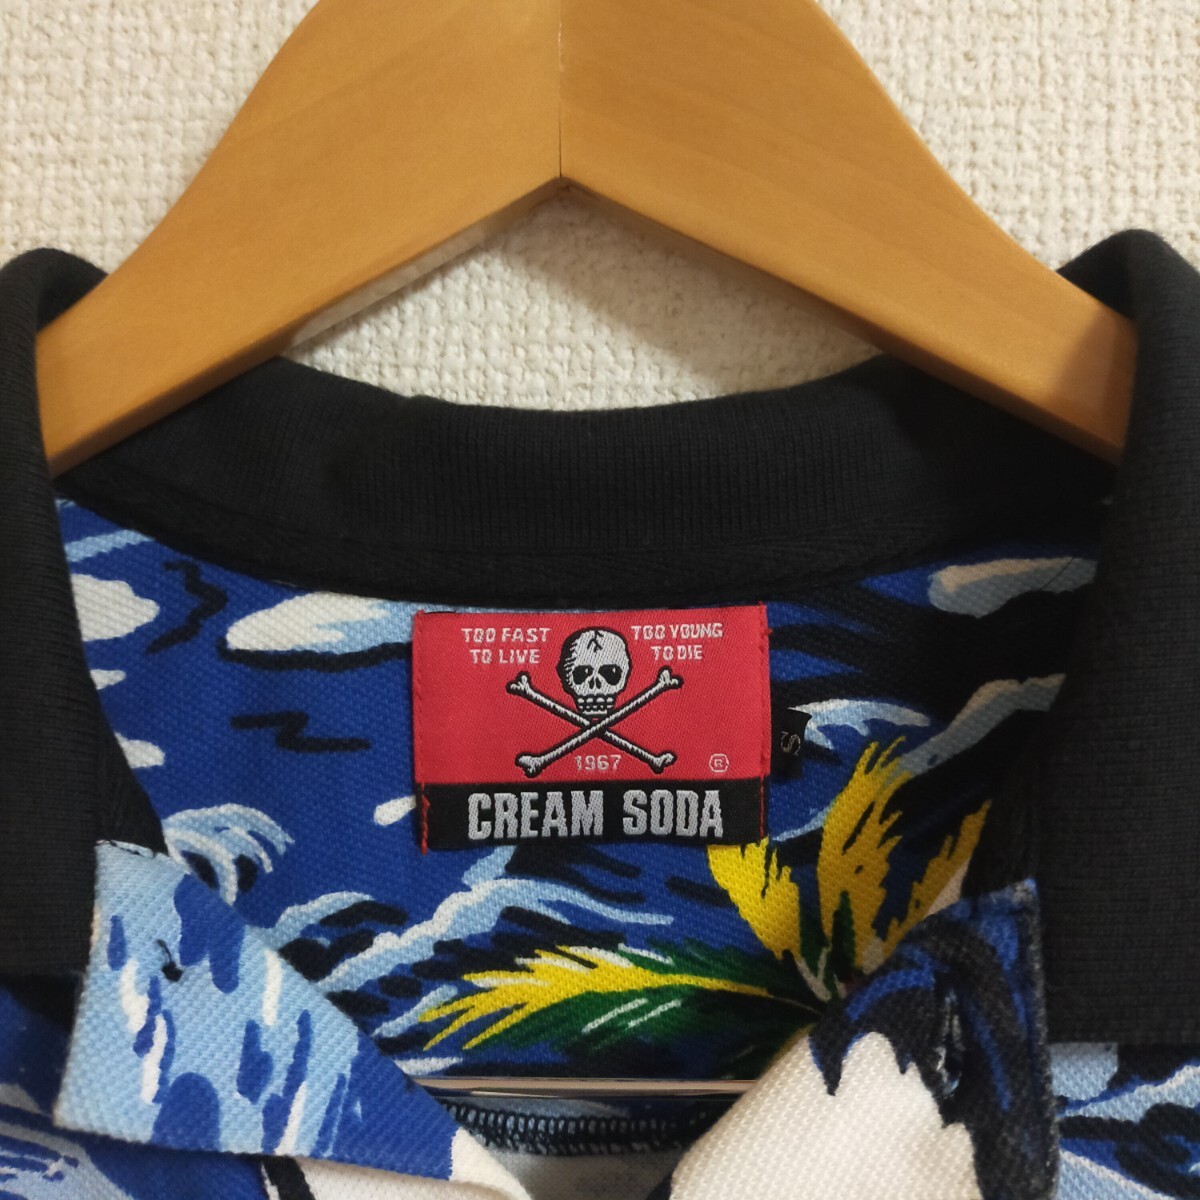 TOO FAST
TO LIVE
TOO YOUNG
TO DIE
1967
®
CREAM SODA
S